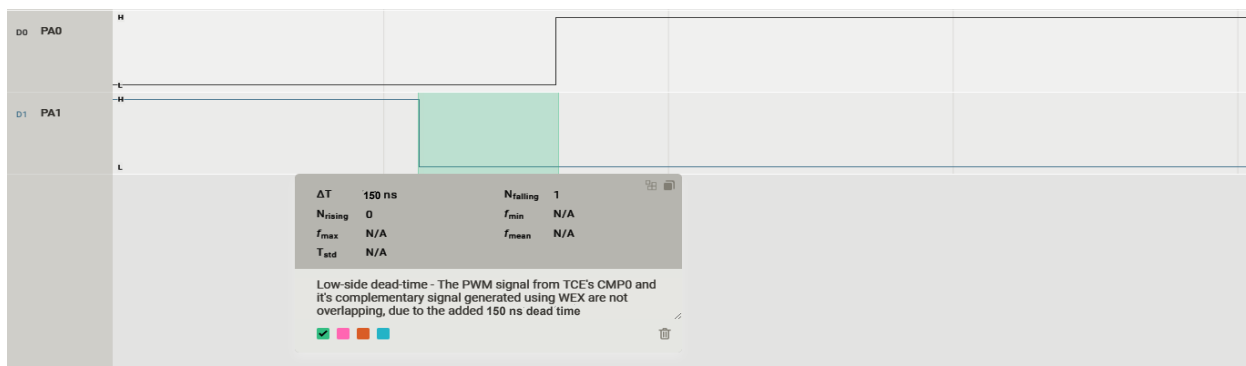 H
D0 PA0
L
H
D1 PA1
L
ΔT 150 ns Nfalling 1
Nrising 0 fmin N/A
fmax N/A fmean N/A
Tstd N/A
Low-side dead-time - The PWM signal from TCE's CMP0 and
it's complementary signal generated using WEX are not
overlapping, due to the added 150 ns dead time